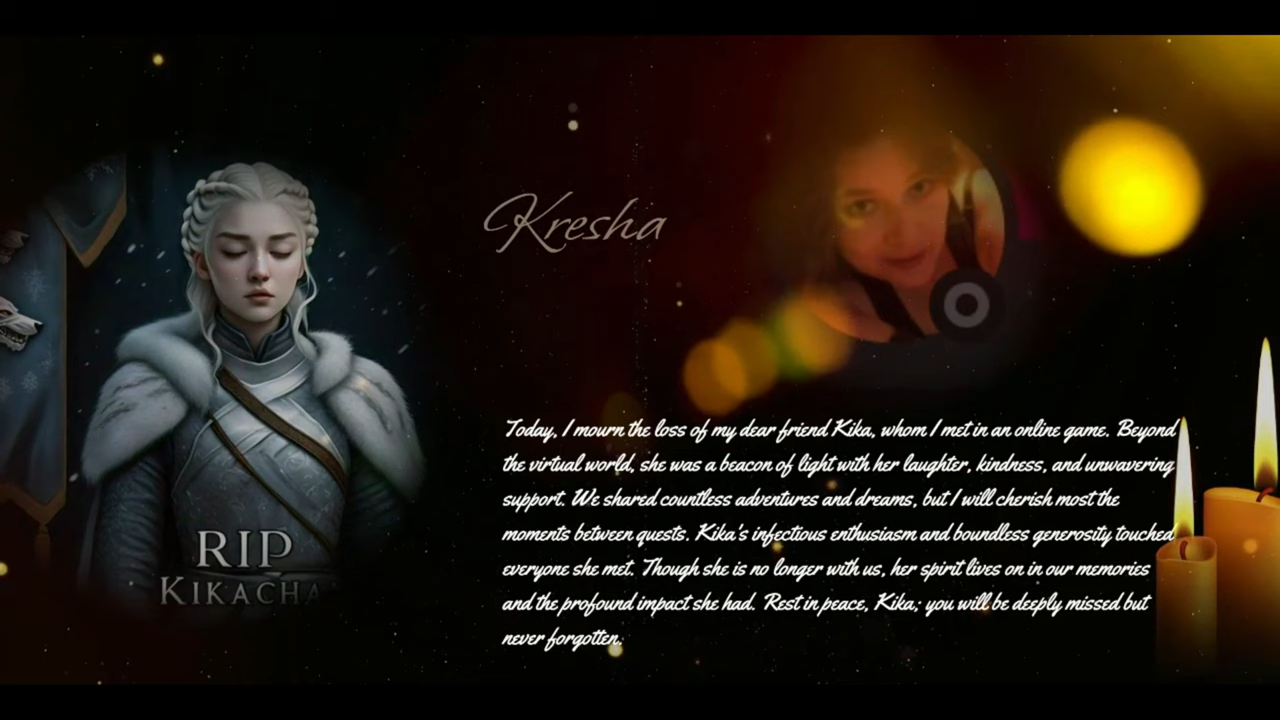 Kresha
Today, I mourn the loss of my dear friend Kika, whom I met in an online game. Beyond
the virtual world, she was a beacon of light with her laughter, kindness, and unwavering
support. We shared countless adventures and dreams, but I will cherish most the
moments between quests. Kika's infectious enthusiasm and boundless generosity touched
everyone she met. Though she is no longer with us, her spirit lives on in our memories
and the profound impact she had. Rest in peace, Kika; you will be deeply missed but
never forgotten.
RIP
KIKACHA